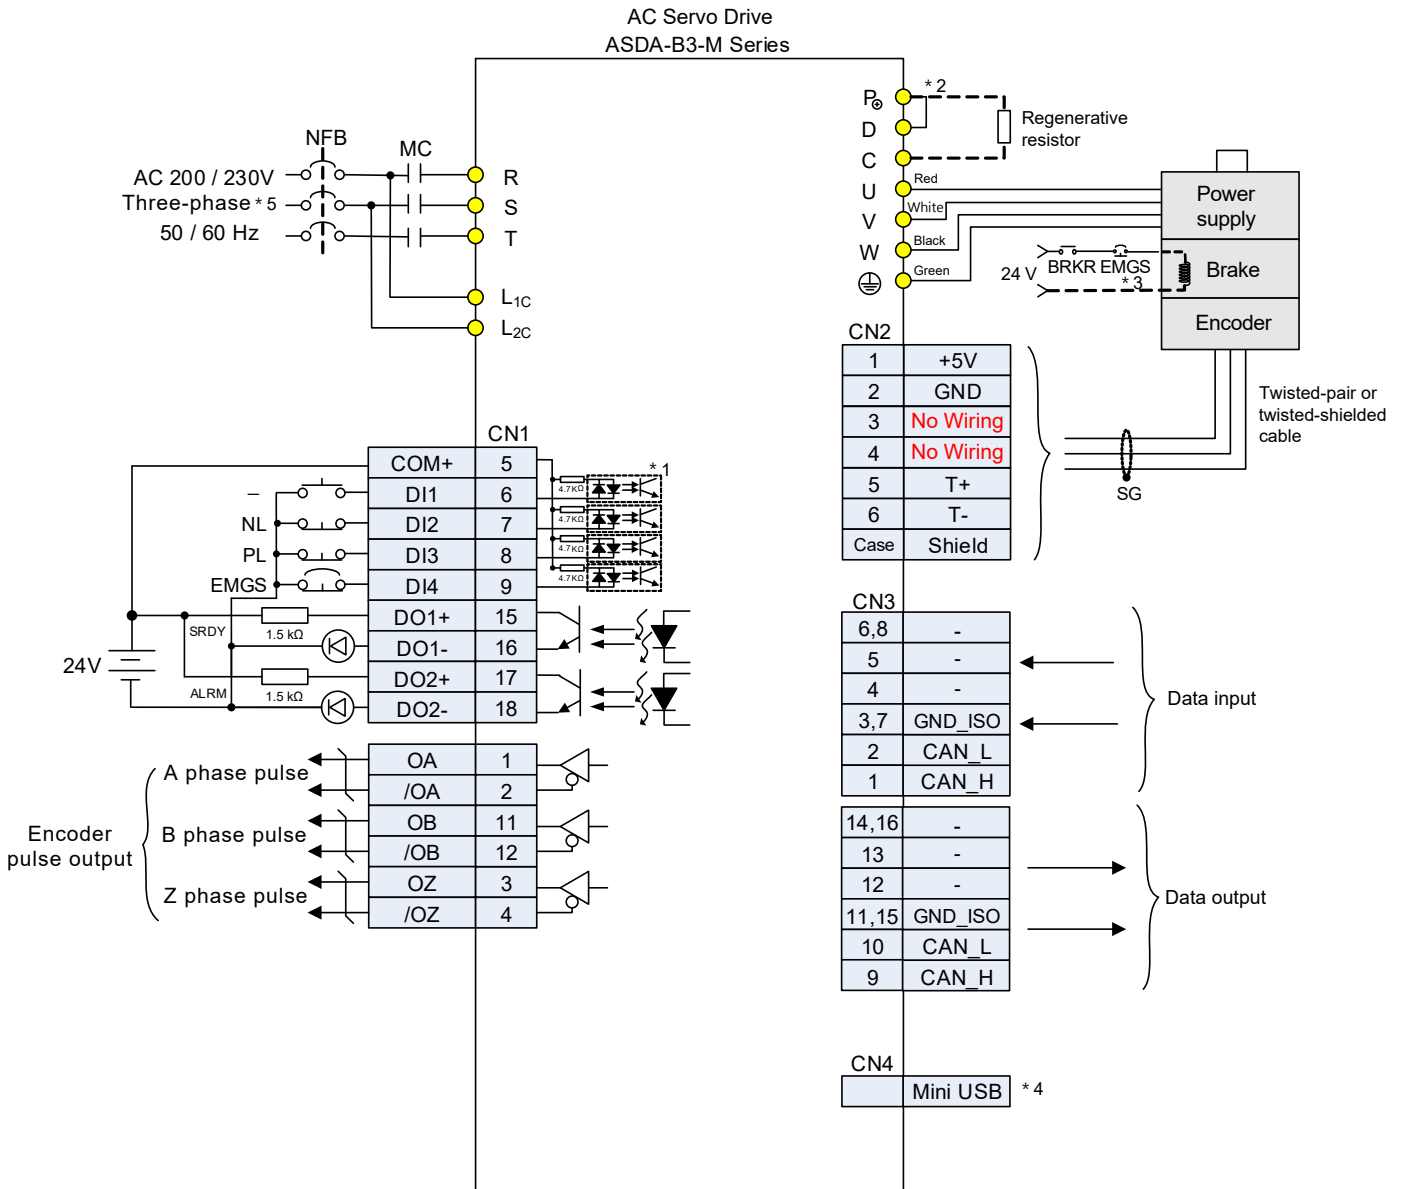 AC Servo Drive
ASDA-B3-M Series
NFB
MC
AC 200 / 230V
Three-phase * 5
50 / 60 Hz
R
S
T
L1C
L2C
P⊕
D
C
U
V
W
* 2
Regenerative
resistor
Red
White
Black
Green
Power
supply
24 V
BRKR EMGS
* 3
Brake
Encoder
Twisted-pair or
twisted-shielded
cable
SG
CN2
1 +5V
2 GND
3 No Wiring
4 No Wiring
5 T+
6 T-
Case Shield
CN1
COM+ 5
– DI1 6
NL DI2 7
PL DI3 8
EMGS DI4 9
* 1
4.7KΩ
4.7KΩ
4.7KΩ
4.7KΩ
24V
SRDY
1.5 kΩ
DO1+ 15
DO1- 16
ALRM
1.5 kΩ
DO2+ 17
DO2- 18
Encoder
pulse output
A phase pulse
B phase pulse
Z phase pulse
OA 1
/OA 2
OB 11
/OB 12
OZ 3
/OZ 4
CN3
6,8 -
5 -
4 -
3,7 GND_ISO
2 CAN_L
1 CAN_H
Data input
14,16 -
13 -
12 -
11,15 GND_ISO
10 CAN_L
9 CAN_H
Data output
CN4
Mini USB * 4